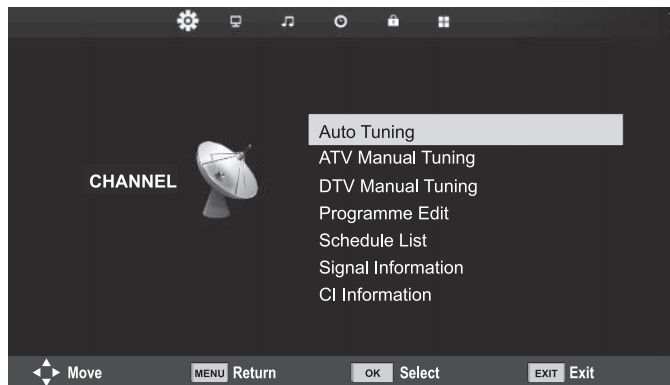 Auto Tuning
ATV Manual Tuning
CHANNEL
DTV Manual Tuning
Programme Edit
Schedule List
Signal Information
CI Information
Move MENU Return OK Select EXIT Exit